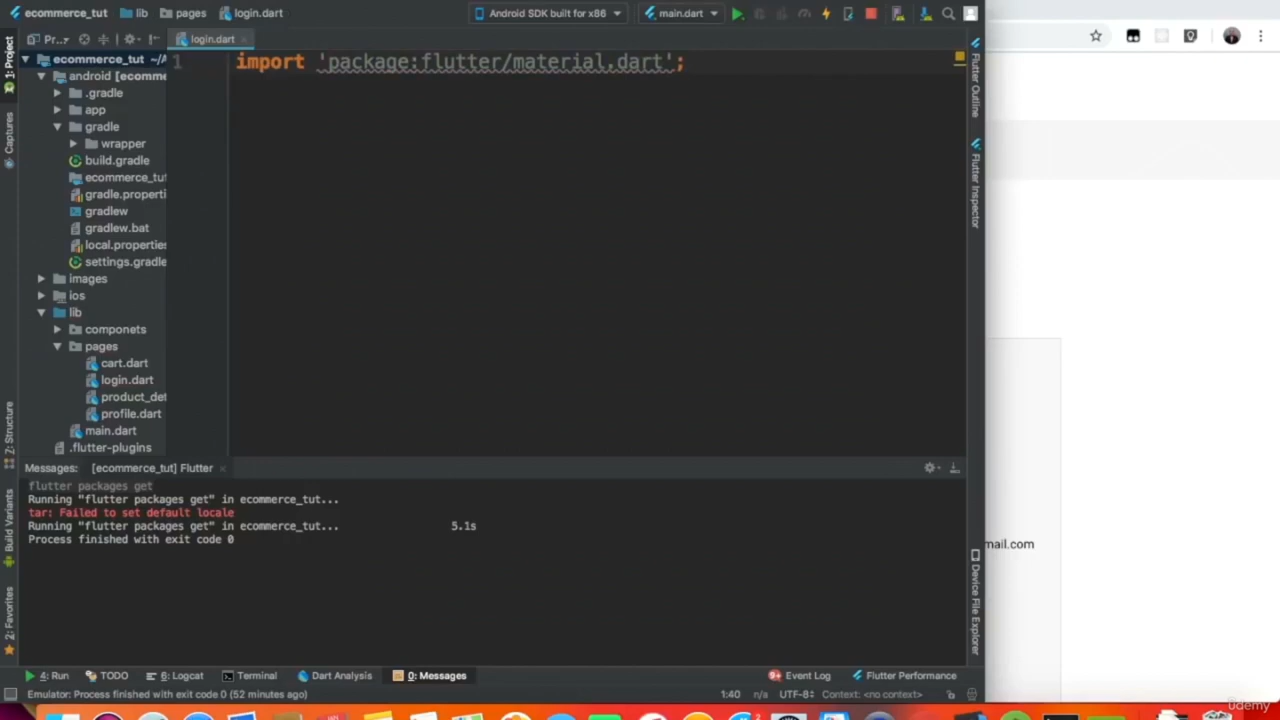 ecommerce_tut lib pages login.dart Android SDK built for x86 main.dart
1: Project
Captures
Z: Structure
Build Variants
2: Favorites
Pr...
ecommerce_tut ~/A
android [ecomme
.gradle
app
gradle
wrapper
build.gradle
ecommerce_tut
gradle.properti
gradlew
gradlew.bat
local.properties
settings.gradle
images
ios
lib
componets
pages
cart.dart
login.dart
product_det
profile.dart
main.dart
.flutter-plugins
login.dart
1 import 'package:flutter/material.dart';
Flutter Outline
Flutter Inspector
Device File Explorer
mail.com
Messages: [ecommerce_tut] Flutter
flutter packages get
Running "flutter packages get" in ecommerce_tut...
tar: Failed to set default locale
Running "flutter packages get" in ecommerce_tut... 5.1s
Process finished with exit code 0
4: Run TODO 6: Logcat Terminal Dart Analysis 0: Messages Event Log Flutter Performance
Emulator: Process finished with exit code 0 (52 minutes ago) 1:40 n/a UTF-8 Context: <no context>
udemy